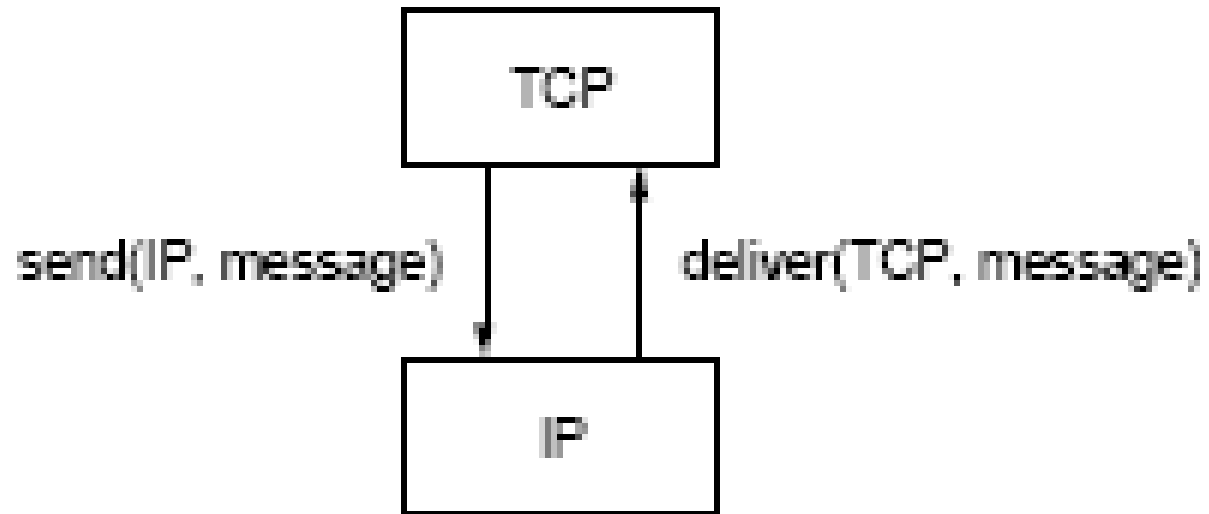 TCP
send(IP, message)
deliver(TCP, message)
IP